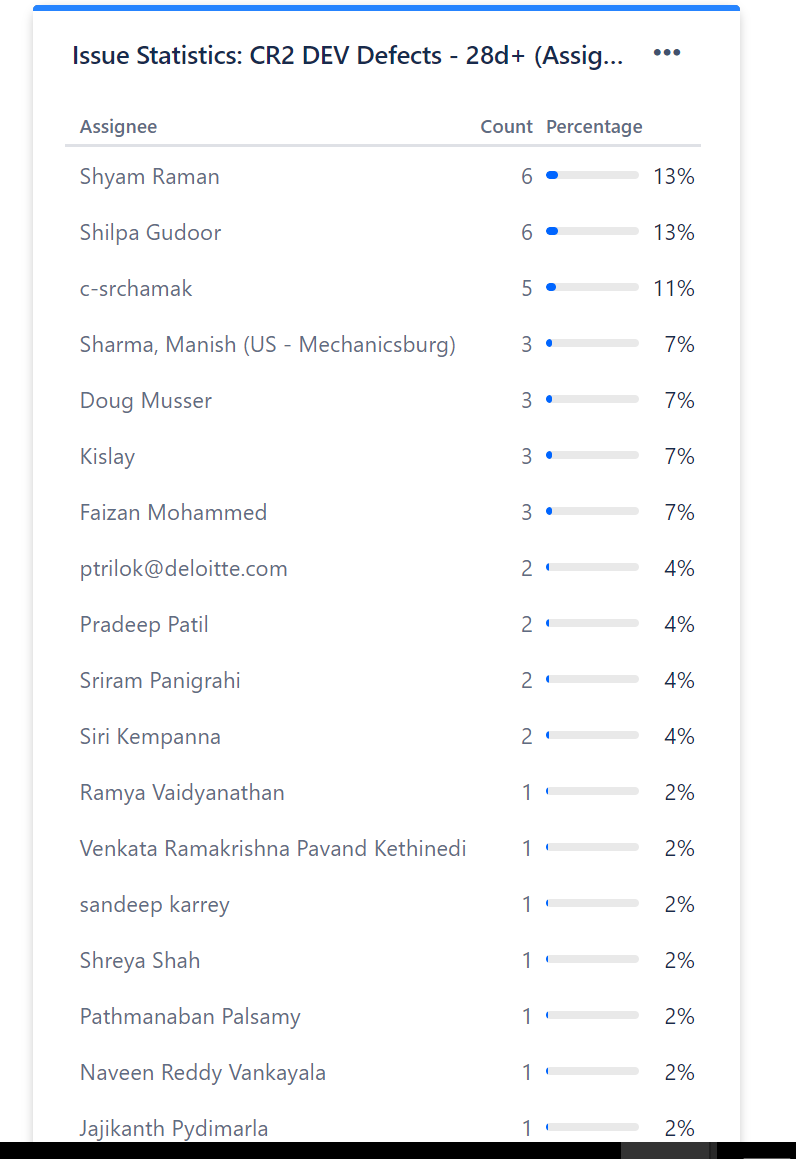 Issue Statistics: CR2 DEV Defects - 28d+ (Assig...
Assignee Count Percentage
Shyam Raman 6 13%
Shilpa Gudoor 6 13%
c-srchamak 5 11%
Sharma, Manish (US - Mechanicsburg) 3 7%
Doug Musser 3 7%
Kislay 3 7%
Faizan Mohammed 3 7%
ptrilok@deloitte.com 2 4%
Pradeep Patil 2 4%
Sriram Panigrahi 2 4%
Siri Kempanna 2 4%
Ramya Vaidyanathan 1 2%
Venkata Ramakrishna Pavand Kethinedi 1 2%
sandeep karrey 1 2%
Shreya Shah 1 2%
Pathmanaban Palsamy 1 2%
Naveen Reddy Vankayala 1 2%
Jajikanth Pydimarla 1 2%